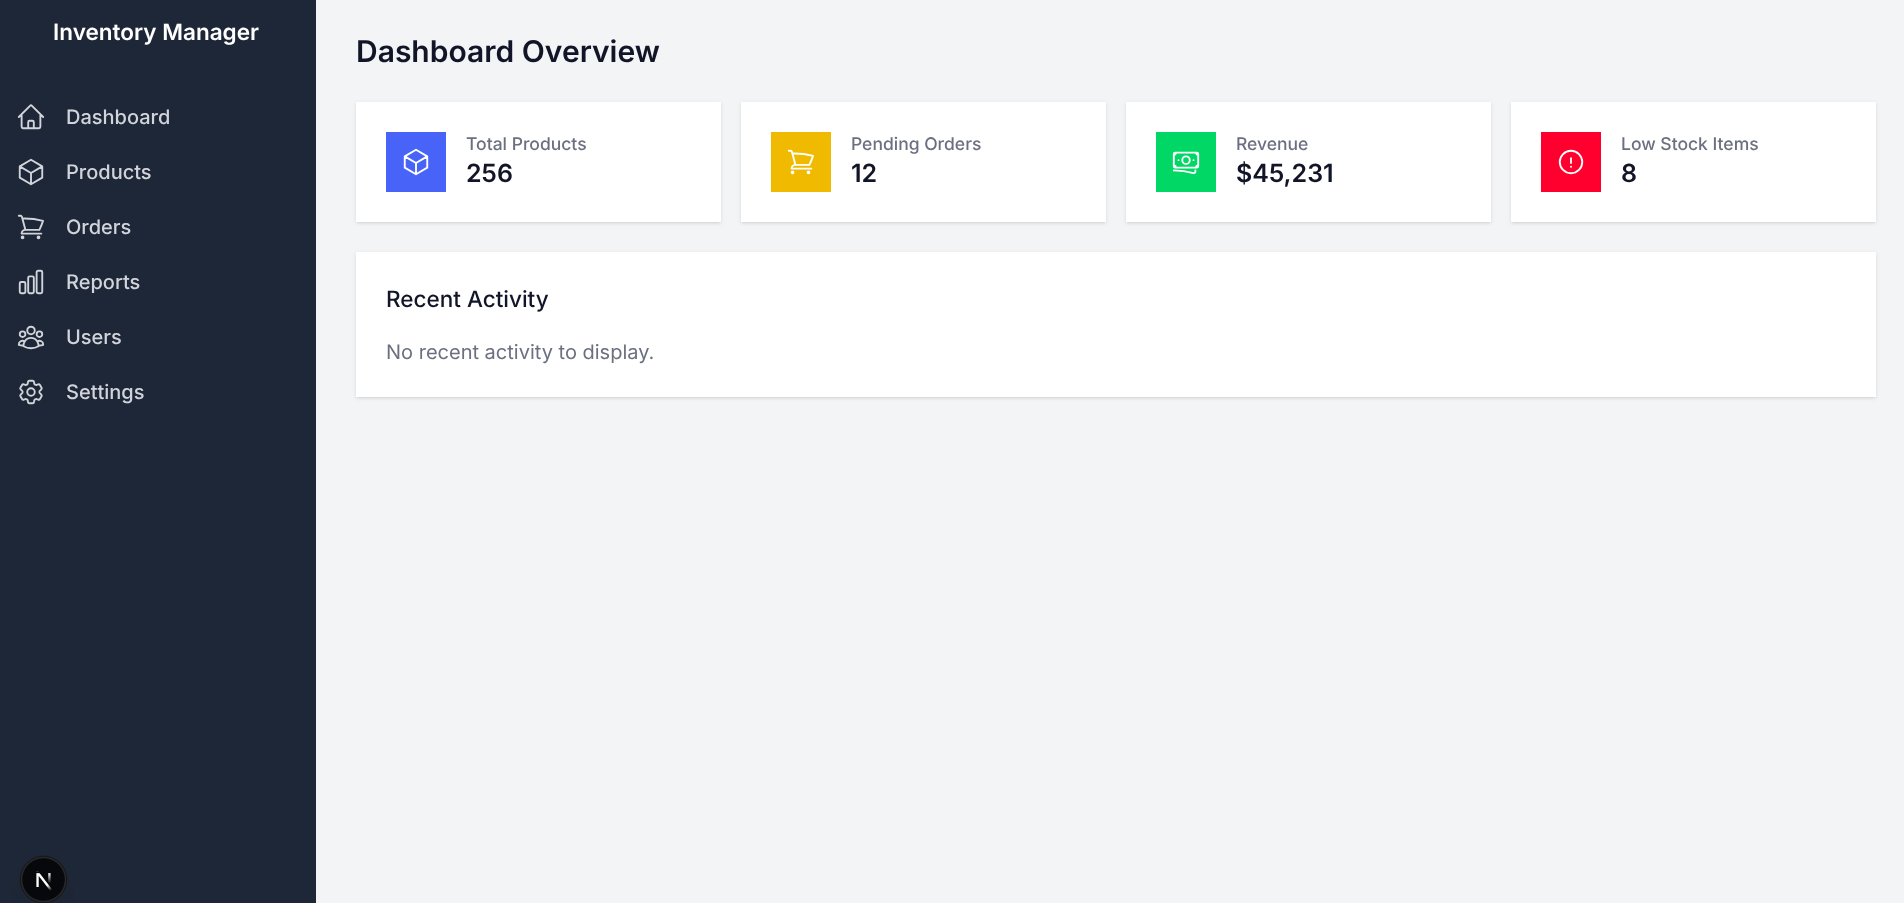 Inventory Manager
Dashboard
Products
Orders
Reports
Users
Settings
N
Dashboard Overview
Total Products
256
Pending Orders
12
Revenue
$45,231
Low Stock Items
8
Recent Activity
No recent activity to display.